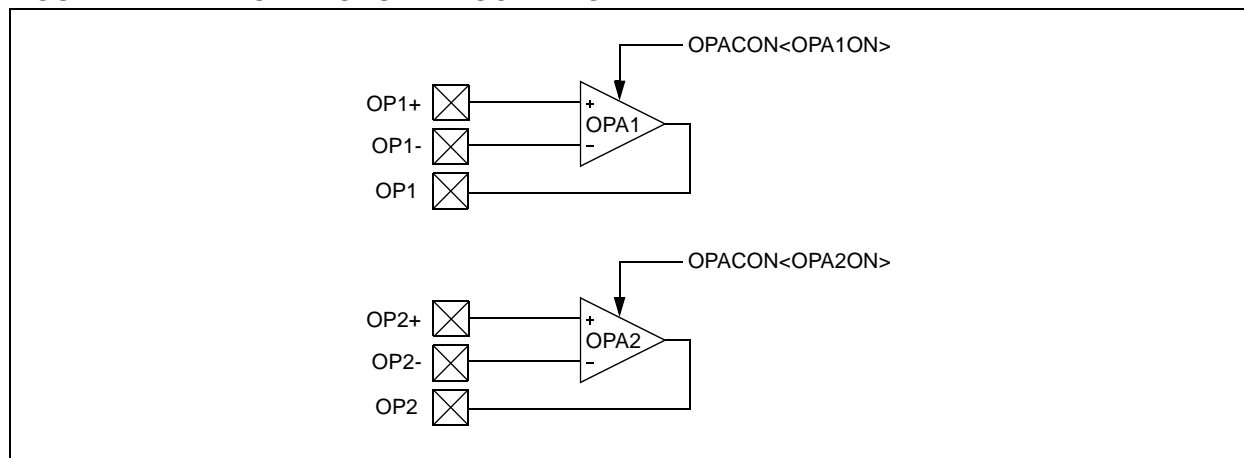 OPACON<OPA1ON>
OP1+
+
OPA1
OP1-
−
OP1
OPACON<OPA2ON>
OP2+
+
OPA2
OP2-
−
OP2